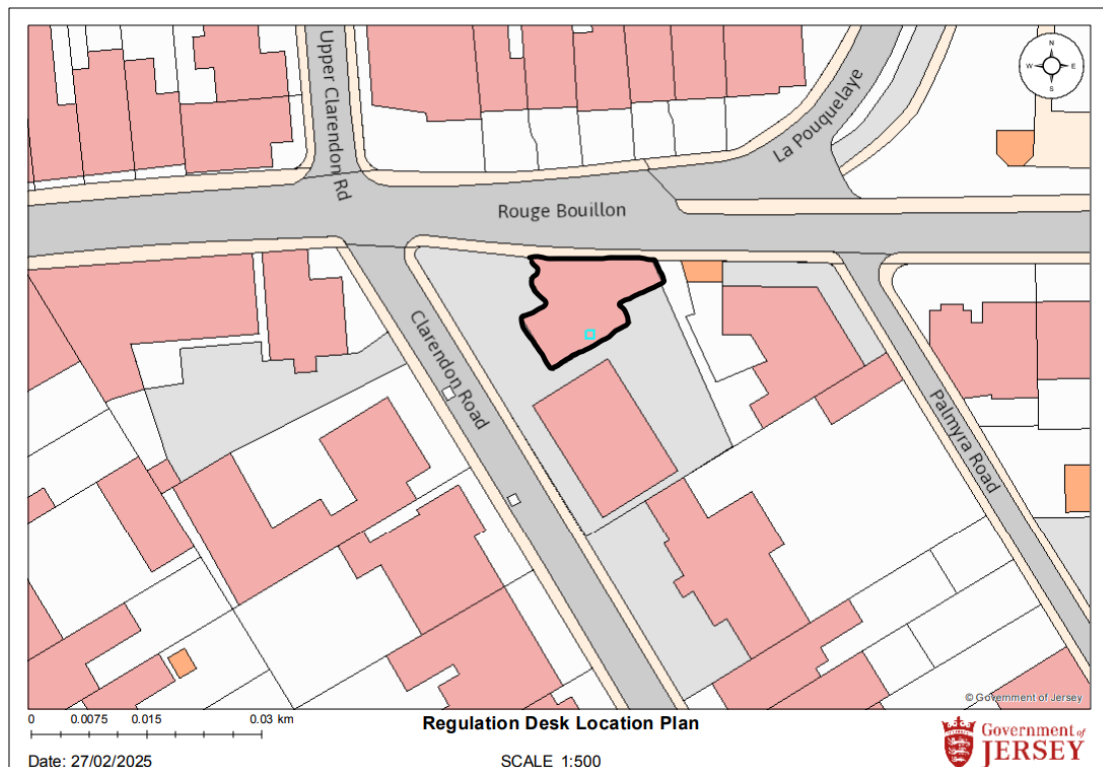 Upper Clarendon Rd
La Pouquelaye
N
W E
S
Rouge Bouillon
Clarendon Road
Palmyra Road
© Government of Jersey
0 0.0075 0.015 0.03 km
Regulation Desk Location Plan
Date: 27/02/2025
SCALE 1:500
Government of
JERSEY